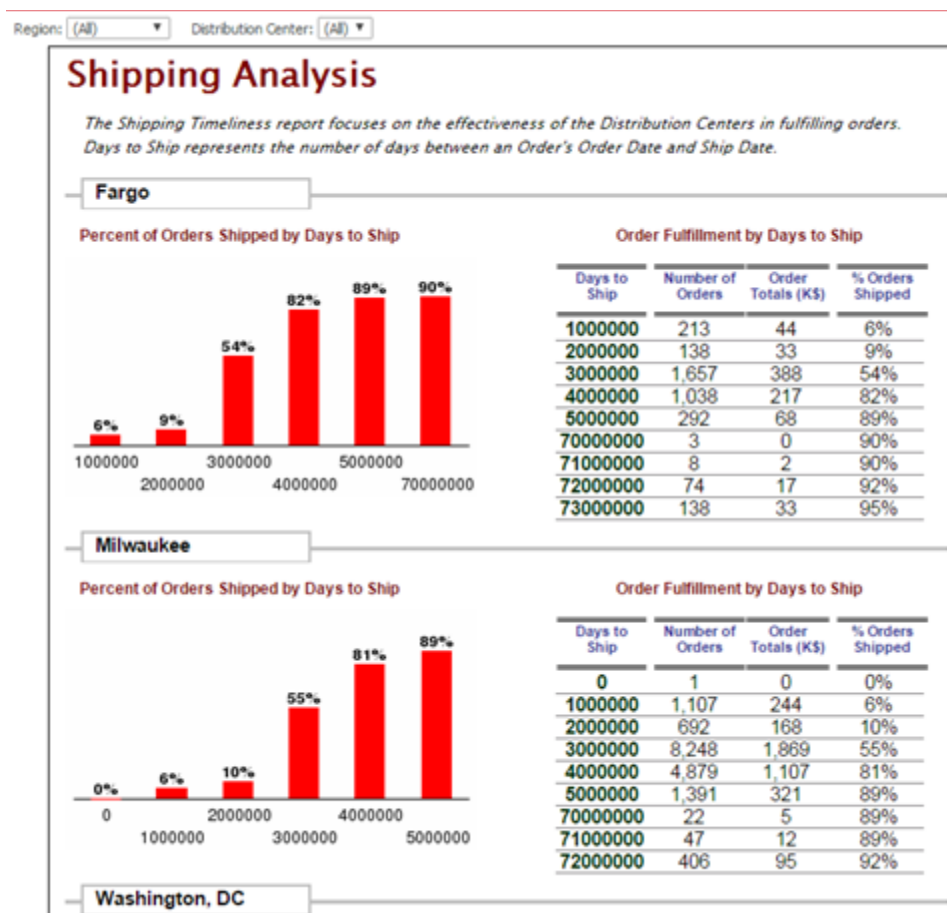 Region: (All) Distribution Center: (All)
Shipping Analysis
The Shipping Timeliness report focuses on the effectiveness of the Distribution Centers in fulfilling orders.
Days to Ship represents the number of days between an Order's Order Date and Ship Date.
Fargo
Percent of Orders Shipped by Days to Ship
6% 9% 54% 82% 89% 90%
1000000 3000000 5000000
2000000 4000000 70000000
Order Fulfillment by Days to Ship
Days to Number of Order % Orders
Ship Orders Totals (K$) Shipped
1000000 213 44 6%
2000000 138 33 9%
3000000 1,657 388 54%
4000000 1,038 217 82%
5000000 292 68 89%
70000000 3 0 90%
71000000 8 2 90%
72000000 74 17 92%
73000000 138 33 95%
Milwaukee
Percent of Orders Shipped by Days to Ship
0% 6% 10% 55% 81% 89%
0 2000000 4000000
1000000 3000000 5000000
Order Fulfillment by Days to Ship
Days to Number of Order % Orders
Ship Orders Totals (K$) Shipped
0 1 0 0%
1000000 1,107 244 6%
2000000 692 168 10%
3000000 8,248 1,869 55%
4000000 4,879 1,107 81%
5000000 1,391 321 89%
70000000 22 5 89%
71000000 47 12 89%
72000000 406 95 92%
Washington, DC